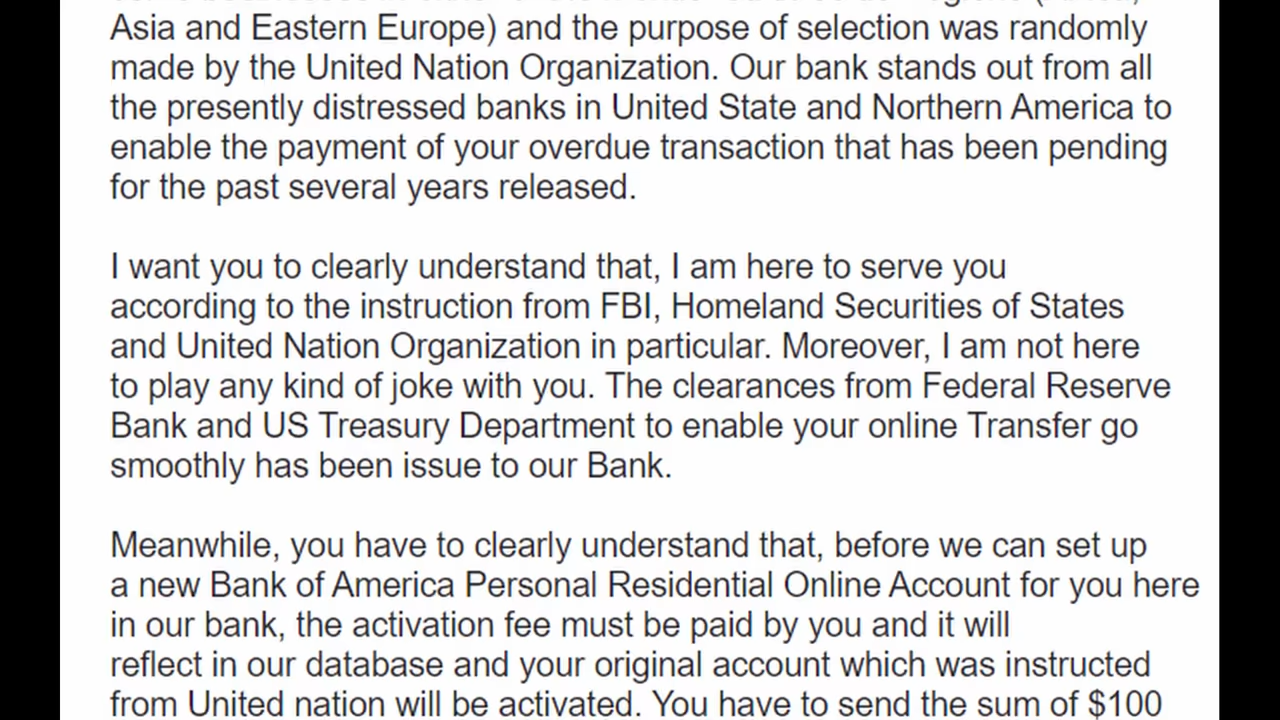 Asia and Eastern Europe) and the purpose of selection was randomly
made by the United Nation Organization. Our bank stands out from all
the presently distressed banks in United State and Northern America to
enable the payment of your overdue transaction that has been pending
for the past several years released.
I want you to clearly understand that, I am here to serve you
according to the instruction from FBI, Homeland Securities of States
and United Nation Organization in particular. Moreover, I am not here
to play any kind of joke with you. The clearances from Federal Reserve
Bank and US Treasury Department to enable your online Transfer go
smoothly has been issue to our Bank.
Meanwhile, you have to clearly understand that, before we can set up
a new Bank of America Personal Residential Online Account for you here
in our bank, the activation fee must be paid by you and it will
reflect in our database and your original account which was instructed
from United nation will be activated. You have to send the sum of $100